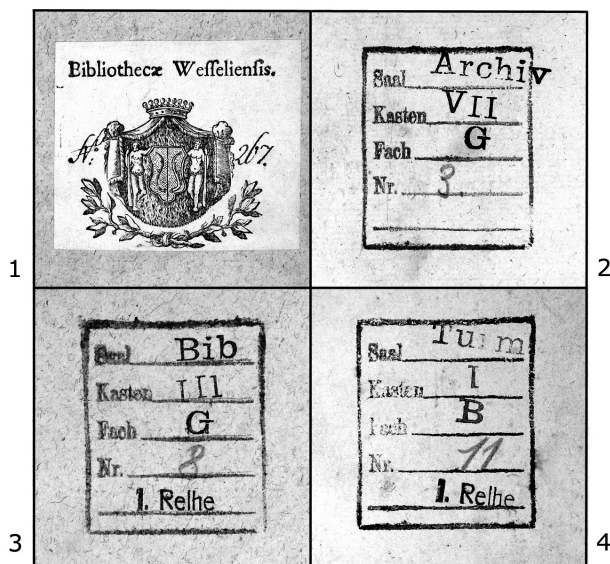 Bibliothecæ Wesseliensis.
N.º 267.
1
Saal Archiv
Kasten VII
Fach G
Nr. 3.
2
Saal Bib
Kasten III
Fach G
Nr. 8
1. Reihe
3
Saal Turm
Kasten I
Fach B
Nr. 11
1. Reihe
4